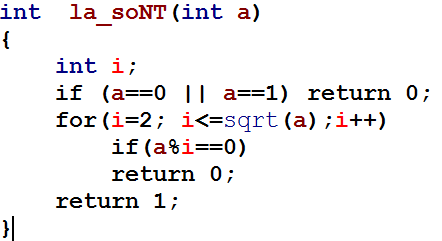 int  la_soNT(int a)
{
    int i;
    if (a==0 || a==1) return 0;
    for(i=2; i<=sqrt(a);i++)
        if(a%i==0)
        return 0;
    return 1;
}